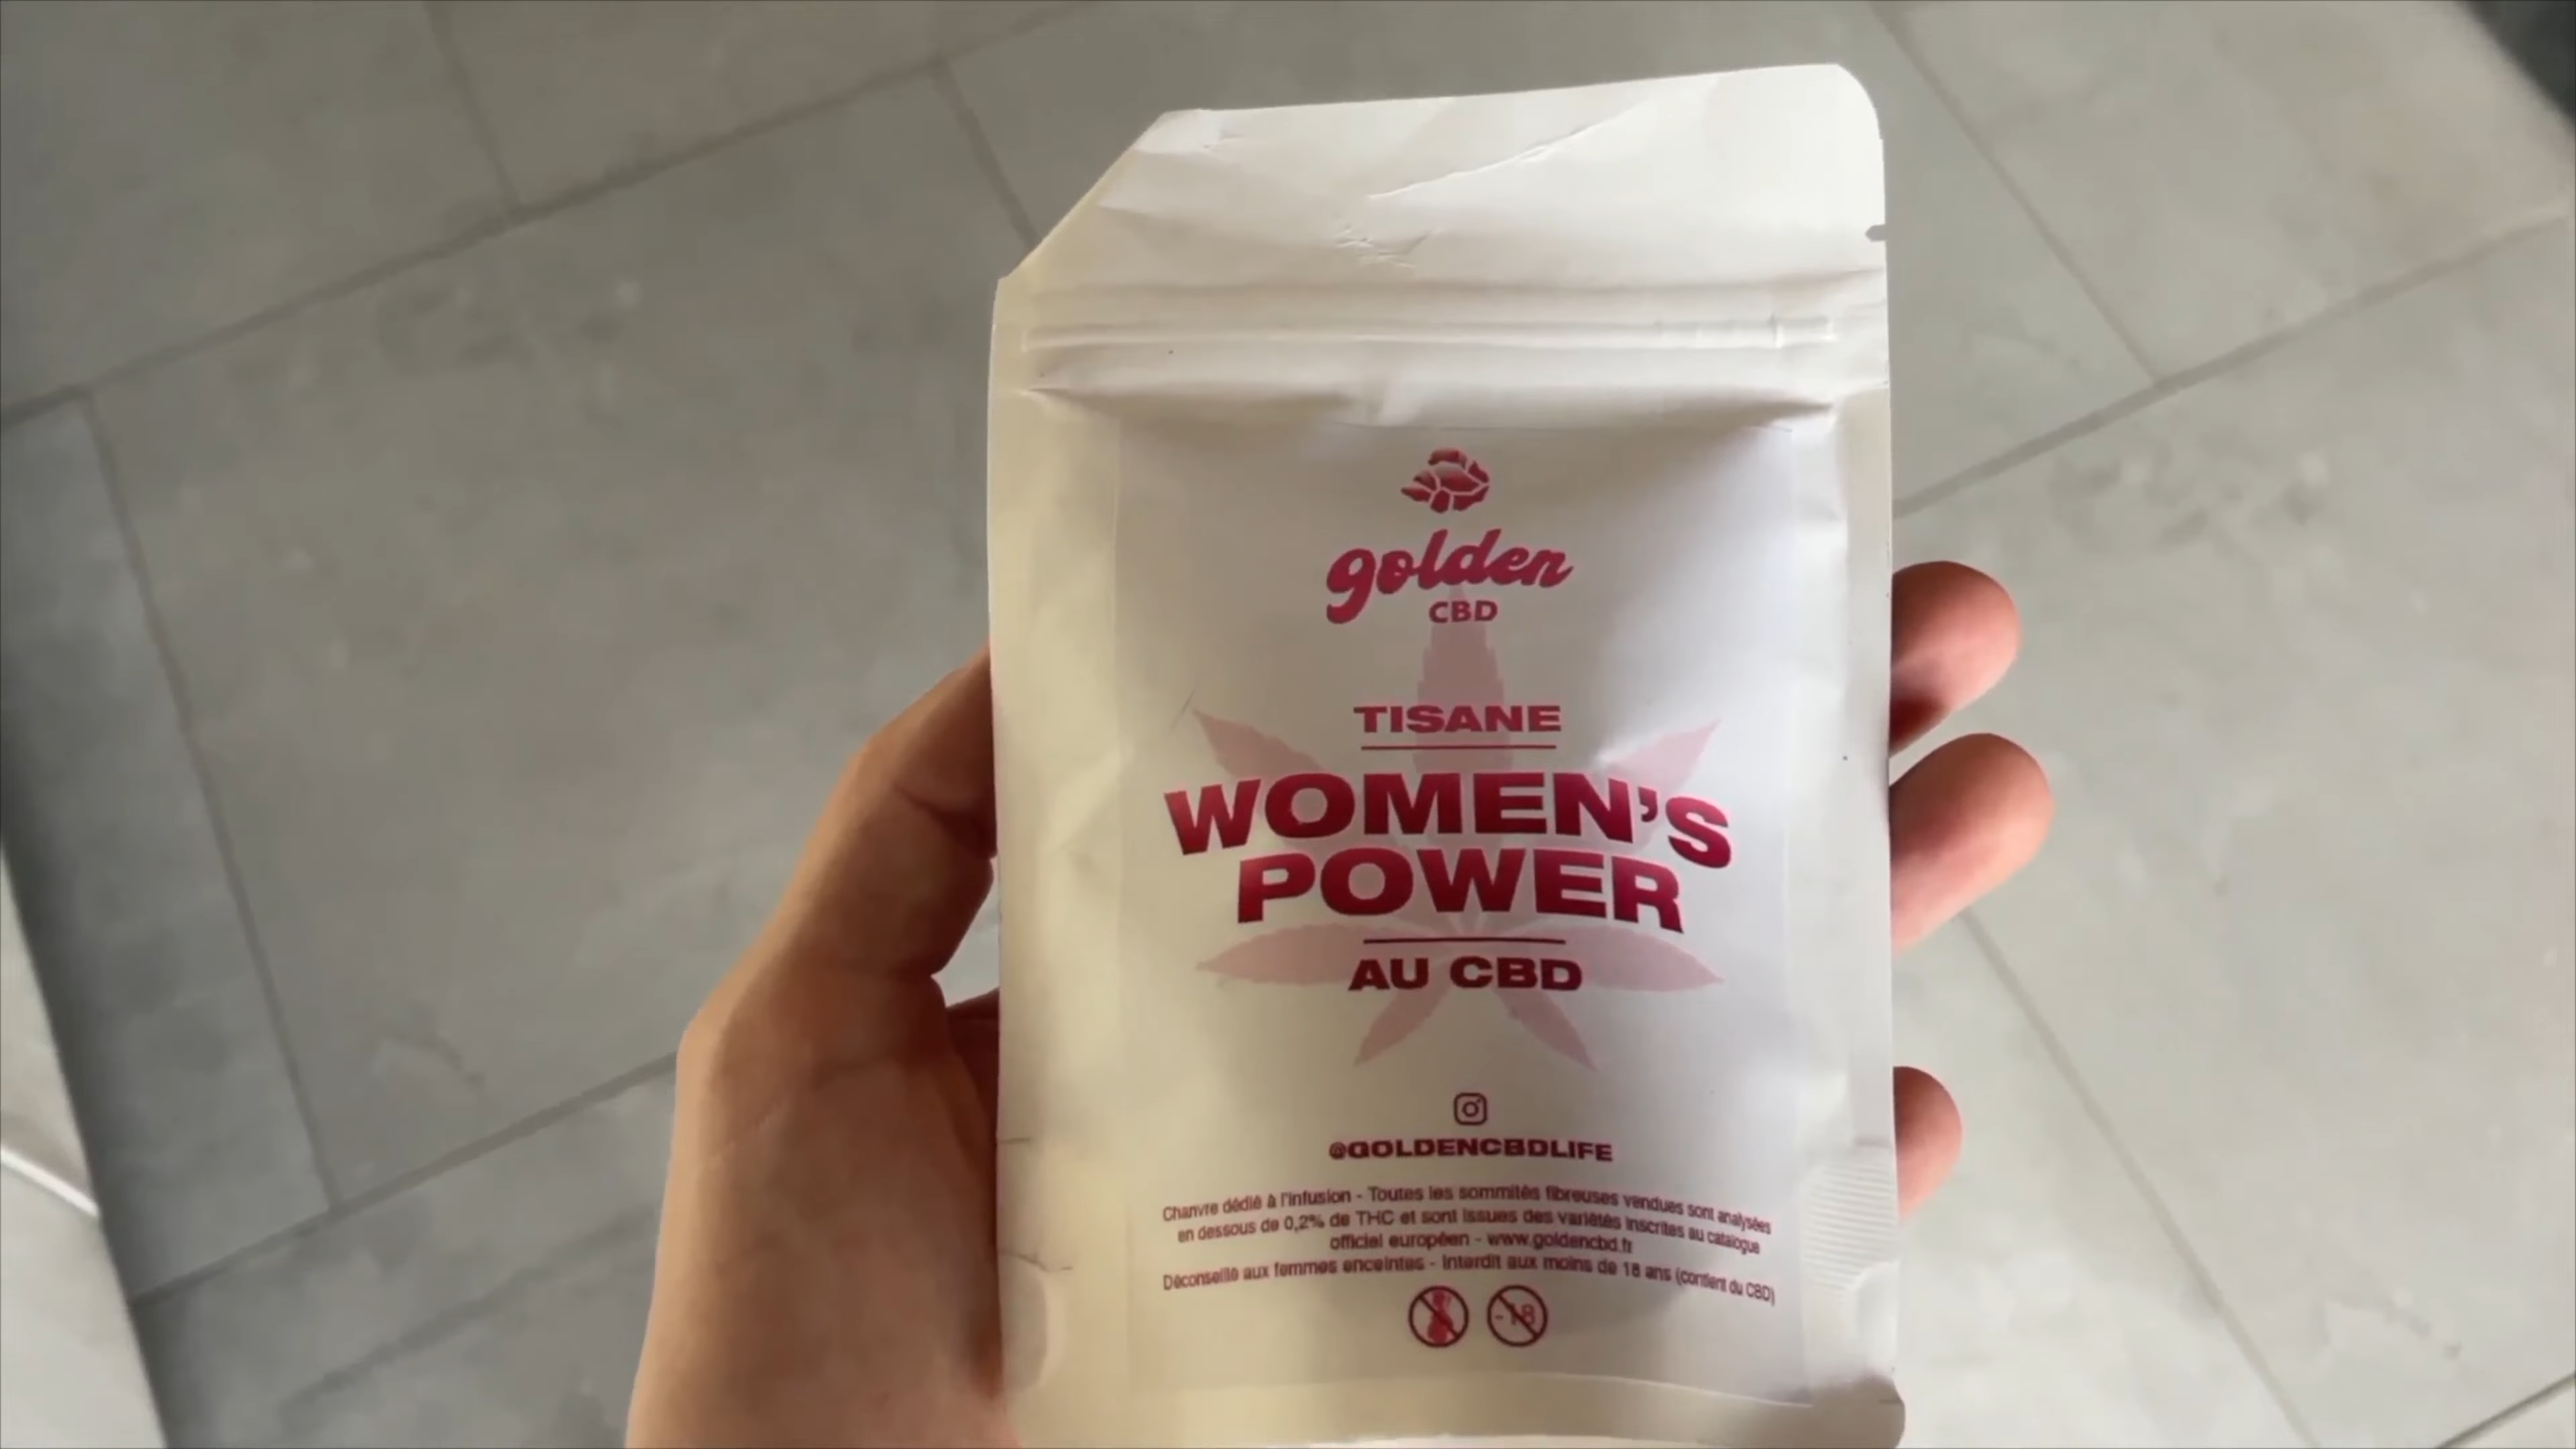 golden
CBD
TISANE
WOMEN'S
POWER
AU CBD
@GOLDENCBDLIFE
Chanvre dédié à l'infusion - Toutes les sommités fibreuses vendues sont analysées
en dessous de 0,2% de THC et sont issues des variétés inscrites au catalogue
officiel européen - www.goldencbd.fr
Déconseillé aux femmes enceintes - Interdit aux moins de 18 ans (contient du CBD)
-18